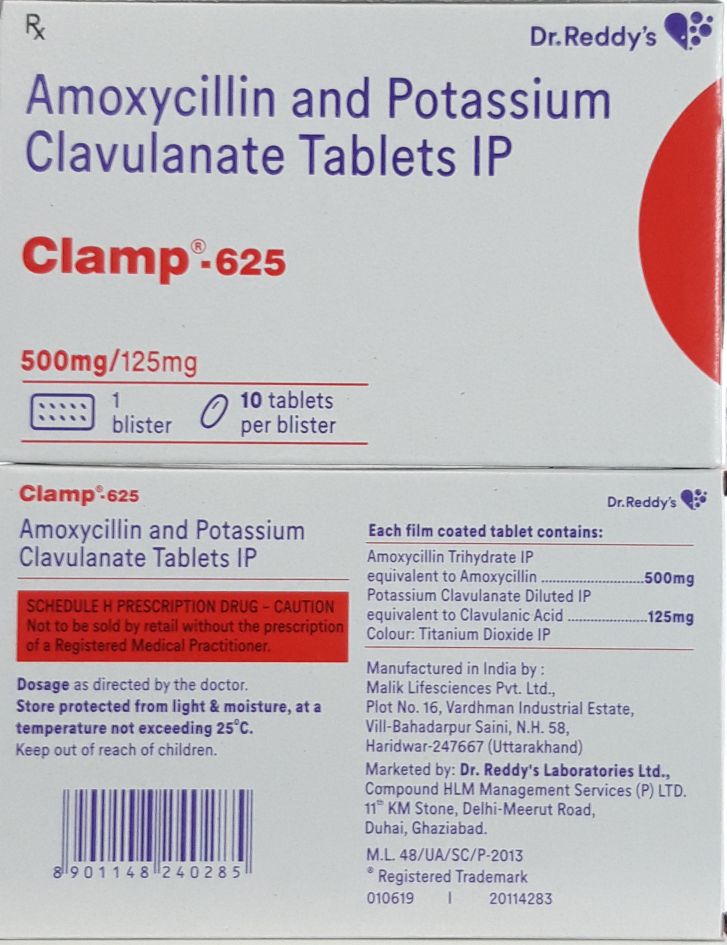 Rx
Dr.Reddy's
Amoxycillin and Potassium
Clavulanate Tablets IP
Clamp®-625
500mg/125mg
1
blister
10 tablets
per blister
Clamp®-625
Dr.Reddy's
Amoxycillin and Potassium
Clavulanate Tablets IP
SCHEDULE H PRESCRIPTION DRUG – CAUTION
Not to be sold by retail without the prescription
of a Registered Medical Practitioner.
Dosage as directed by the doctor.
Store protected from light & moisture, at a
temperature not exceeding 25°C.
Keep out of reach of children.
8 901148 240285
Each film coated tablet contains:
Amoxycillin Trihydrate IP
equivalent to Amoxycillin ..........................500mg
Potassium Clavulanate Diluted IP
equivalent to Clavulanic Acid ....................125mg
Colour: Titanium Dioxide IP
Manufactured in India by :
Malik Lifesciences Pvt. Ltd.,
Plot No. 16, Vardhman Industrial Estate,
Vill-Bahadarpur Saini, N.H. 58,
Haridwar-247667 (Uttarakhand)
Marketed by: Dr. Reddy's Laboratories Ltd.,
Compound HLM Management Services (P) LTD.
11th KM Stone, Delhi-Meerut Road,
Duhai, Ghaziabad.
M.L. 48/UA/SC/P-2013
® Registered Trademark
010619 I 20114283